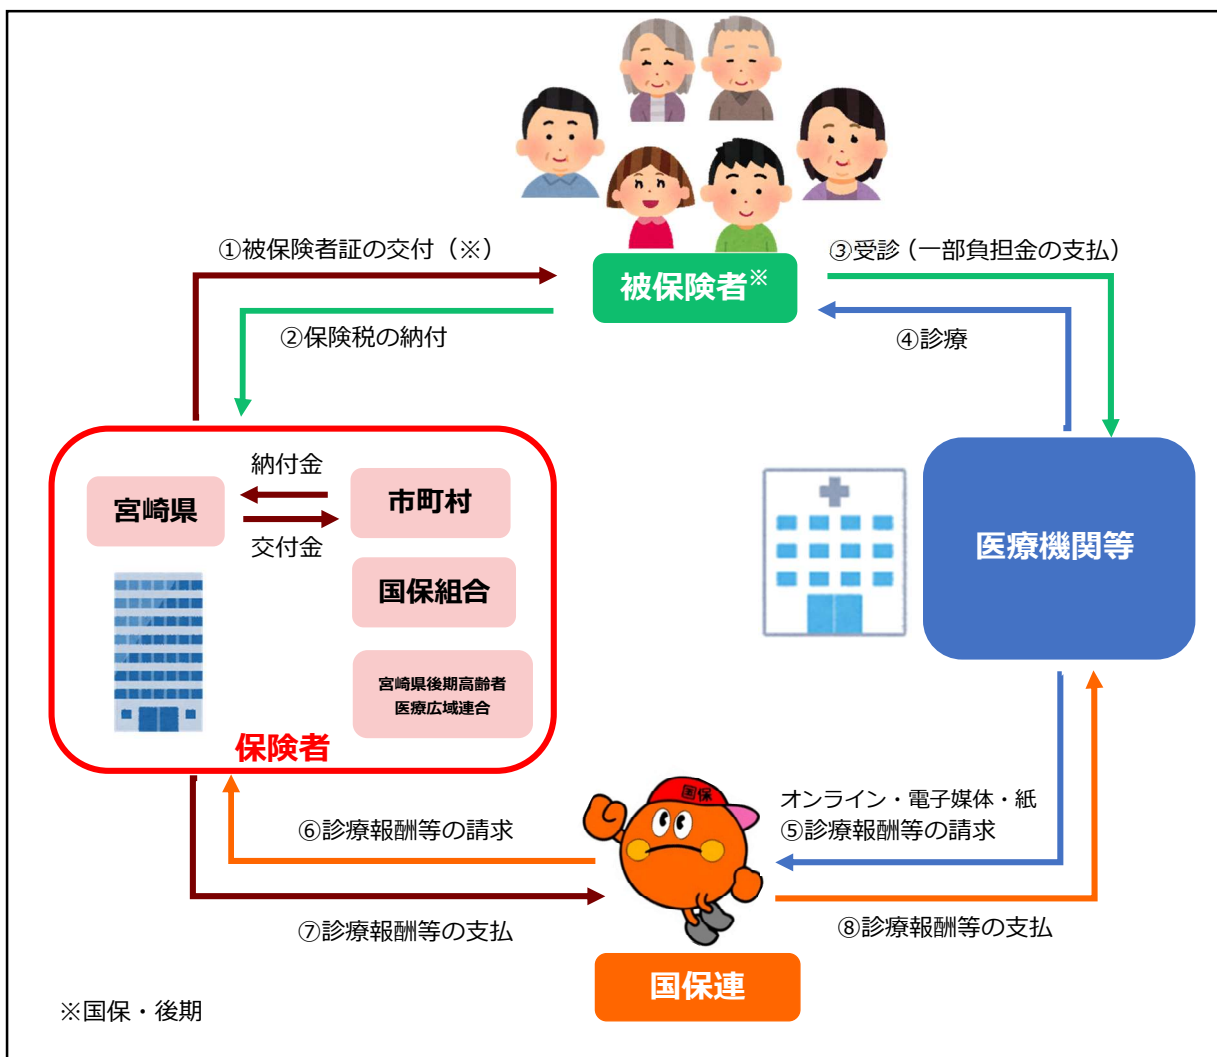 ①被保険者証の交付（※）
③受診（一部負担金の支払）
被保険者※
②保険税の納付
④診療
納付金
宮崎県
市町村
交付金
国保組合
宮崎県後期高齢者
医療広域連合
保険者
医療機関等
国保
オンライン・電子媒体・紙
⑤診療報酬等の請求
⑥診療報酬等の請求
⑦診療報酬等の支払
⑧診療報酬等の支払
国保連
※国保・後期